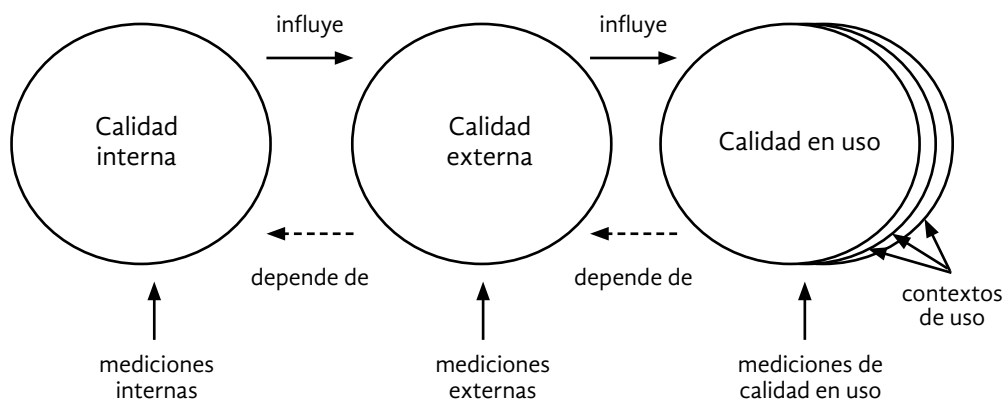 influye
influye
Calidad
interna
Calidad
externa
Calidad en uso
depende de
depende de
contextos
de uso
mediciones
internas
mediciones
externas
mediciones de
calidad en uso